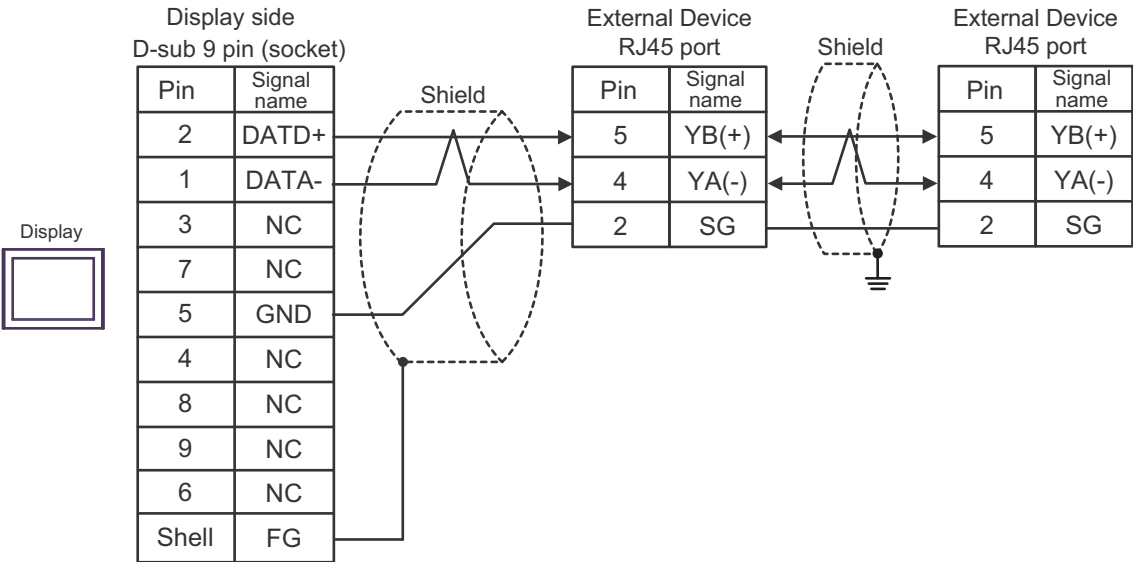 Display side
D-sub 9 pin (socket)
Pin Signal name
2 DATD+
1 DATA-
3 NC
7 NC
5 GND
4 NC
8 NC
9 NC
6 NC
Shell FG
Display
Shield
External Device
RJ45 port
Pin Signal name
5 YB(+)
4 YA(-)
2 SG
Shield
External Device
RJ45 port
Pin Signal name
5 YB(+)
4 YA(-)
2 SG